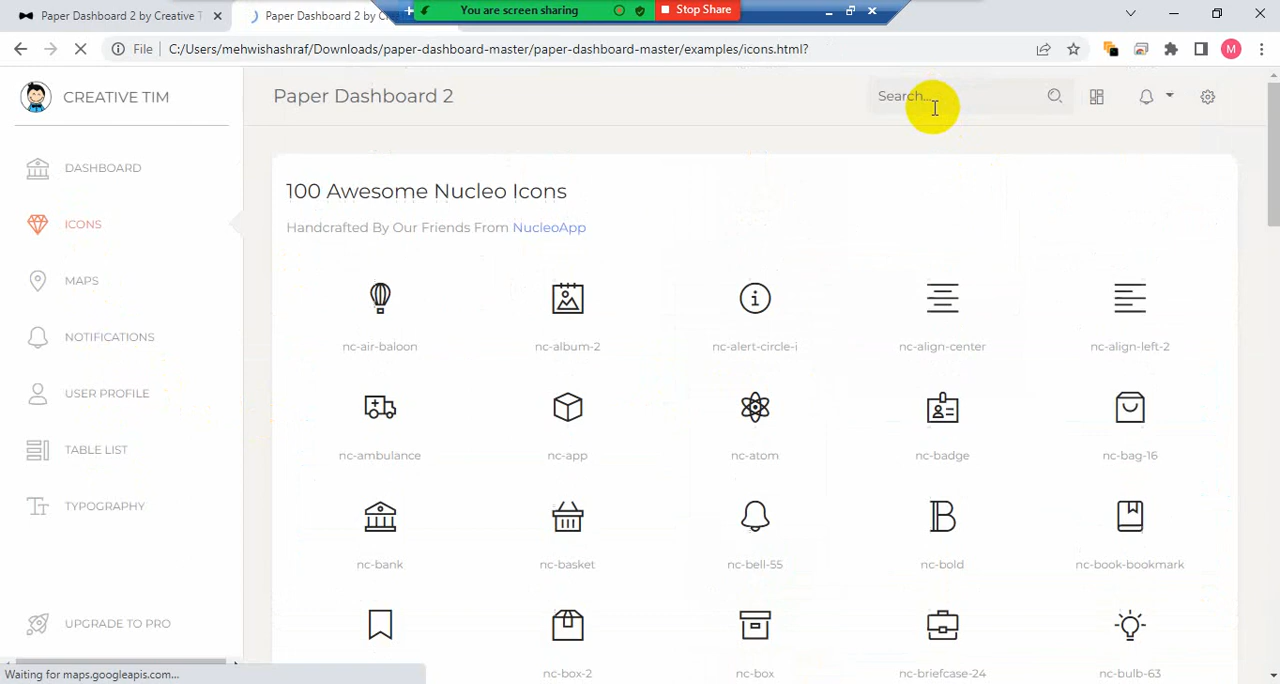 Paper Dashboard 2 by Creative T
Paper Dashboard 2 by Cre
You are screen sharing
Stop Share
File
C:/Users/mehwishashraf/Downloads/paper-dashboard-master/paper-dashboard-master/examples/icons.html?
M
CREATIVE TIM
Paper Dashboard 2
Search...
DASHBOARD
ICONS
MAPS
NOTIFICATIONS
USER PROFILE
TABLE LIST
TYPOGRAPHY
UPGRADE TO PRO
100 Awesome Nucleo Icons
Handcrafted By Our Friends From NucleoApp
nc-air-baloon
nc-album-2
nc-alert-circle-i
nc-align-center
nc-align-left-2
nc-ambulance
nc-app
nc-atom
nc-badge
nc-bag-16
nc-bank
nc-basket
nc-bell-55
nc-bold
nc-book-bookmark
nc-box-2
nc-box
nc-briefcase-24
nc-bulb-63
Waiting for maps.googleapis.com...